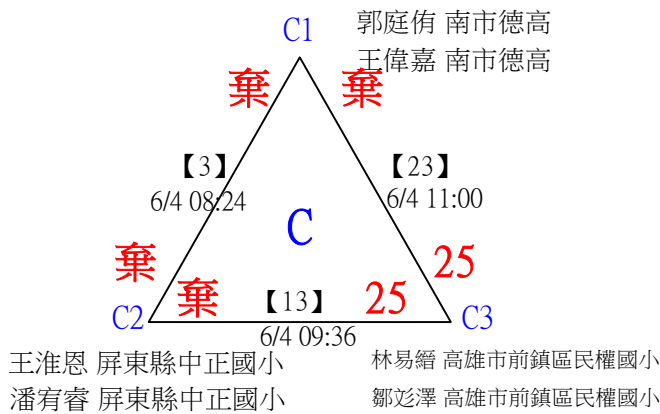 C1
郭庭侑 南市德高
王偉嘉 南市德高
棄 棄
【3】
6/4 08:24
【23】
6/4 11:00
C
棄 25
棄 25
C2 【13】 C3
6/4 09:36
王淮恩 屏東縣中正國小
潘宥睿 屏東縣中正國小
林易縉 高雄市前鎮區民權國小
鄒彣澤 高雄市前鎮區民權國小